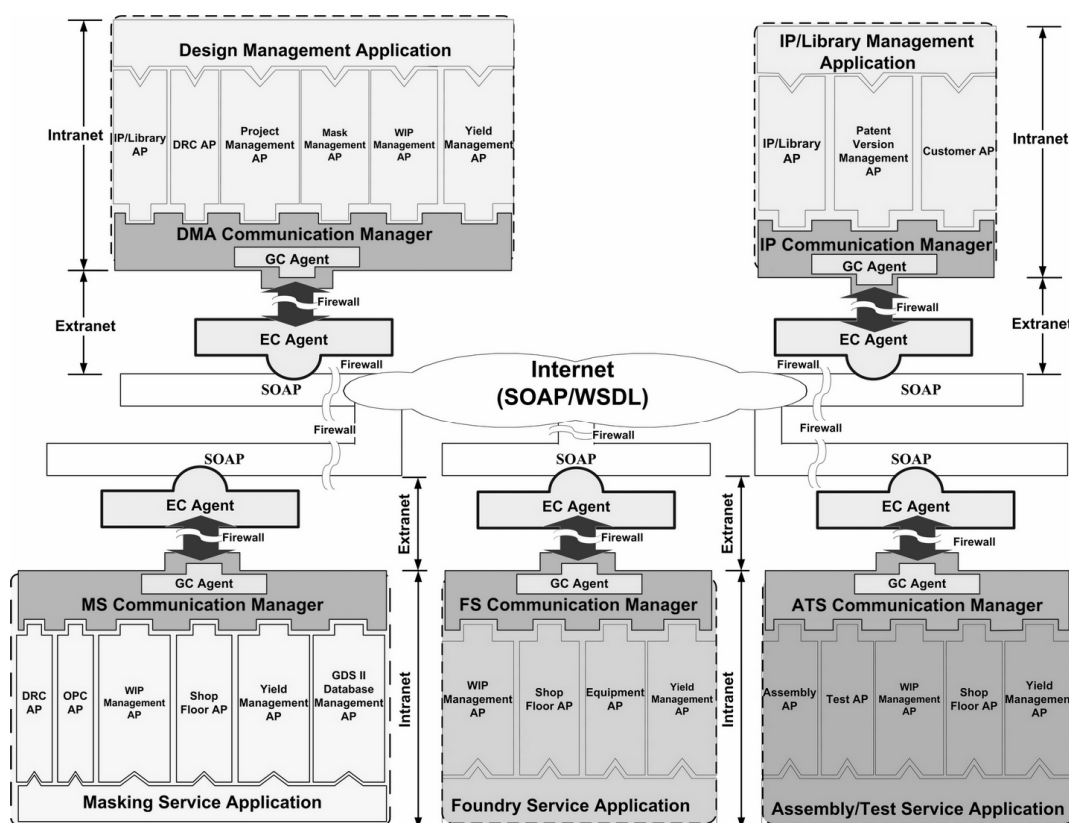 Design Management Application
IP/Library
AP
DRC AP
Project
Management
AP
Mask
Management
AP
WIP
Management
AP
Yield
Management
AP
DMA Communication Manager
GC Agent
Firewall
EC Agent
Firewall
SOAP
Intranet
Extranet
IP/Library Management
Application
IP/Library
AP
Patent
Version
Management
AP
Customer AP
IP Communication Manager
GC Agent
Firewall
EC Agent
Firewall
SOAP
Intranet
Extranet
Internet
(SOAP/WSDL)
Firewall
Firewall
Firewall
SOAP
EC Agent
Firewall
GC Agent
MS Communication Manager
DRC
AP
OPC
AP
WIP
Management
AP
Shop
Floor AP
Yield
Management
AP
GDS II
Database
Management
AP
Masking Service Application
Extranet
Intranet
SOAP
EC Agent
Firewall
GC Agent
FS Communication Manager
WIP
Management
AP
Shop
Floor AP
Equipment
AP
Yield
Management
AP
Foundry Service Application
Extranet
Intranet
SOAP
EC Agent
Firewall
GC Agent
ATS Communication Manager
Assembly
AP
Test AP
WIP
Management
AP
Shop
Floor AP
Yield
Management
AP
Assembly/Test Service Application